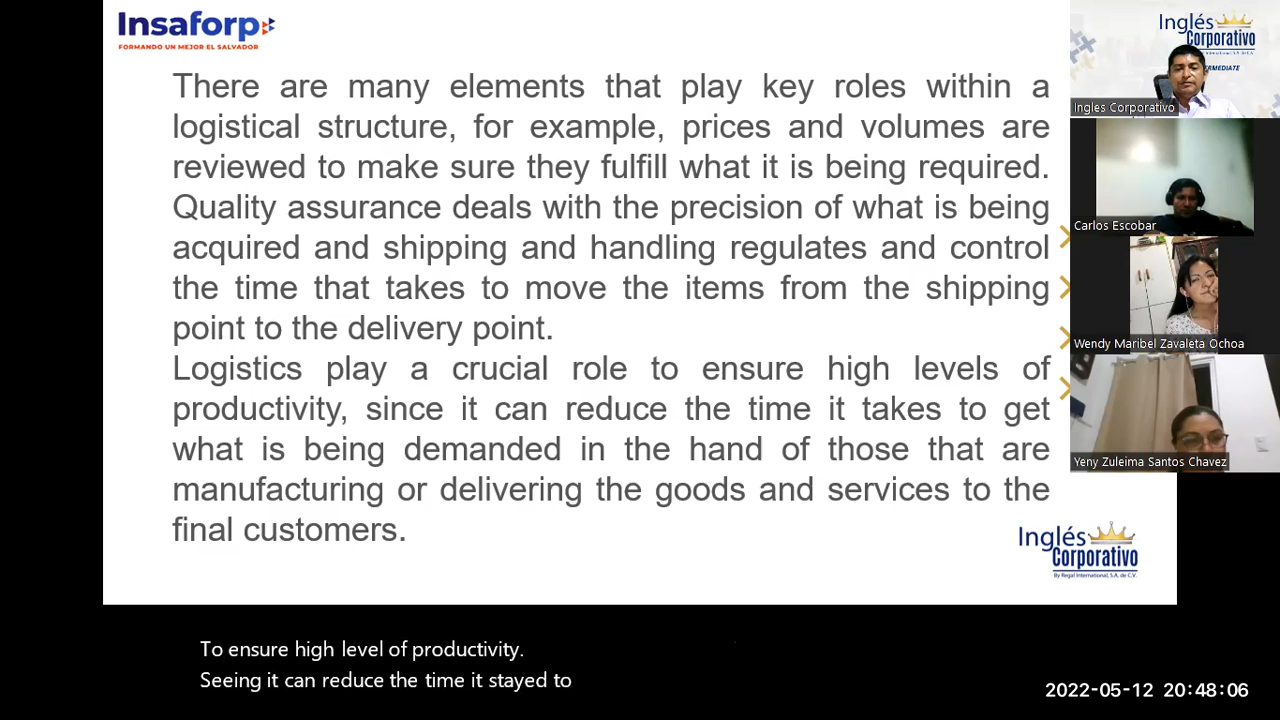 Insaforp
FORMANDO UN MEJOR EL SALVADOR
There are many elements that play key roles within a
logistical structure, for example, prices and volumes are
reviewed to make sure they fulfill what it is being required.
Quality assurance deals with the precision of what is being
acquired and shipping and handling regulates and control
the time that takes to move the items from the shipping
point to the delivery point.
Logistics play a crucial role to ensure high levels of
productivity, since it can reduce the time it takes to get
what is being demanded in the hand of those that are
manufacturing or delivering the goods and services to the
final customers.
Inglés
Corporativo
By Regal International, S.A. de C.V.
Inglés
Corporativo
Ingles Corporativo
Carlos Escobar
Wendy Maribel Zavaleta Ochoa
Yeny Zuleima Santos Chavez
To ensure high level of productivity.
Seeing it can reduce the time it stayed to
2022-05-12 20:48:06